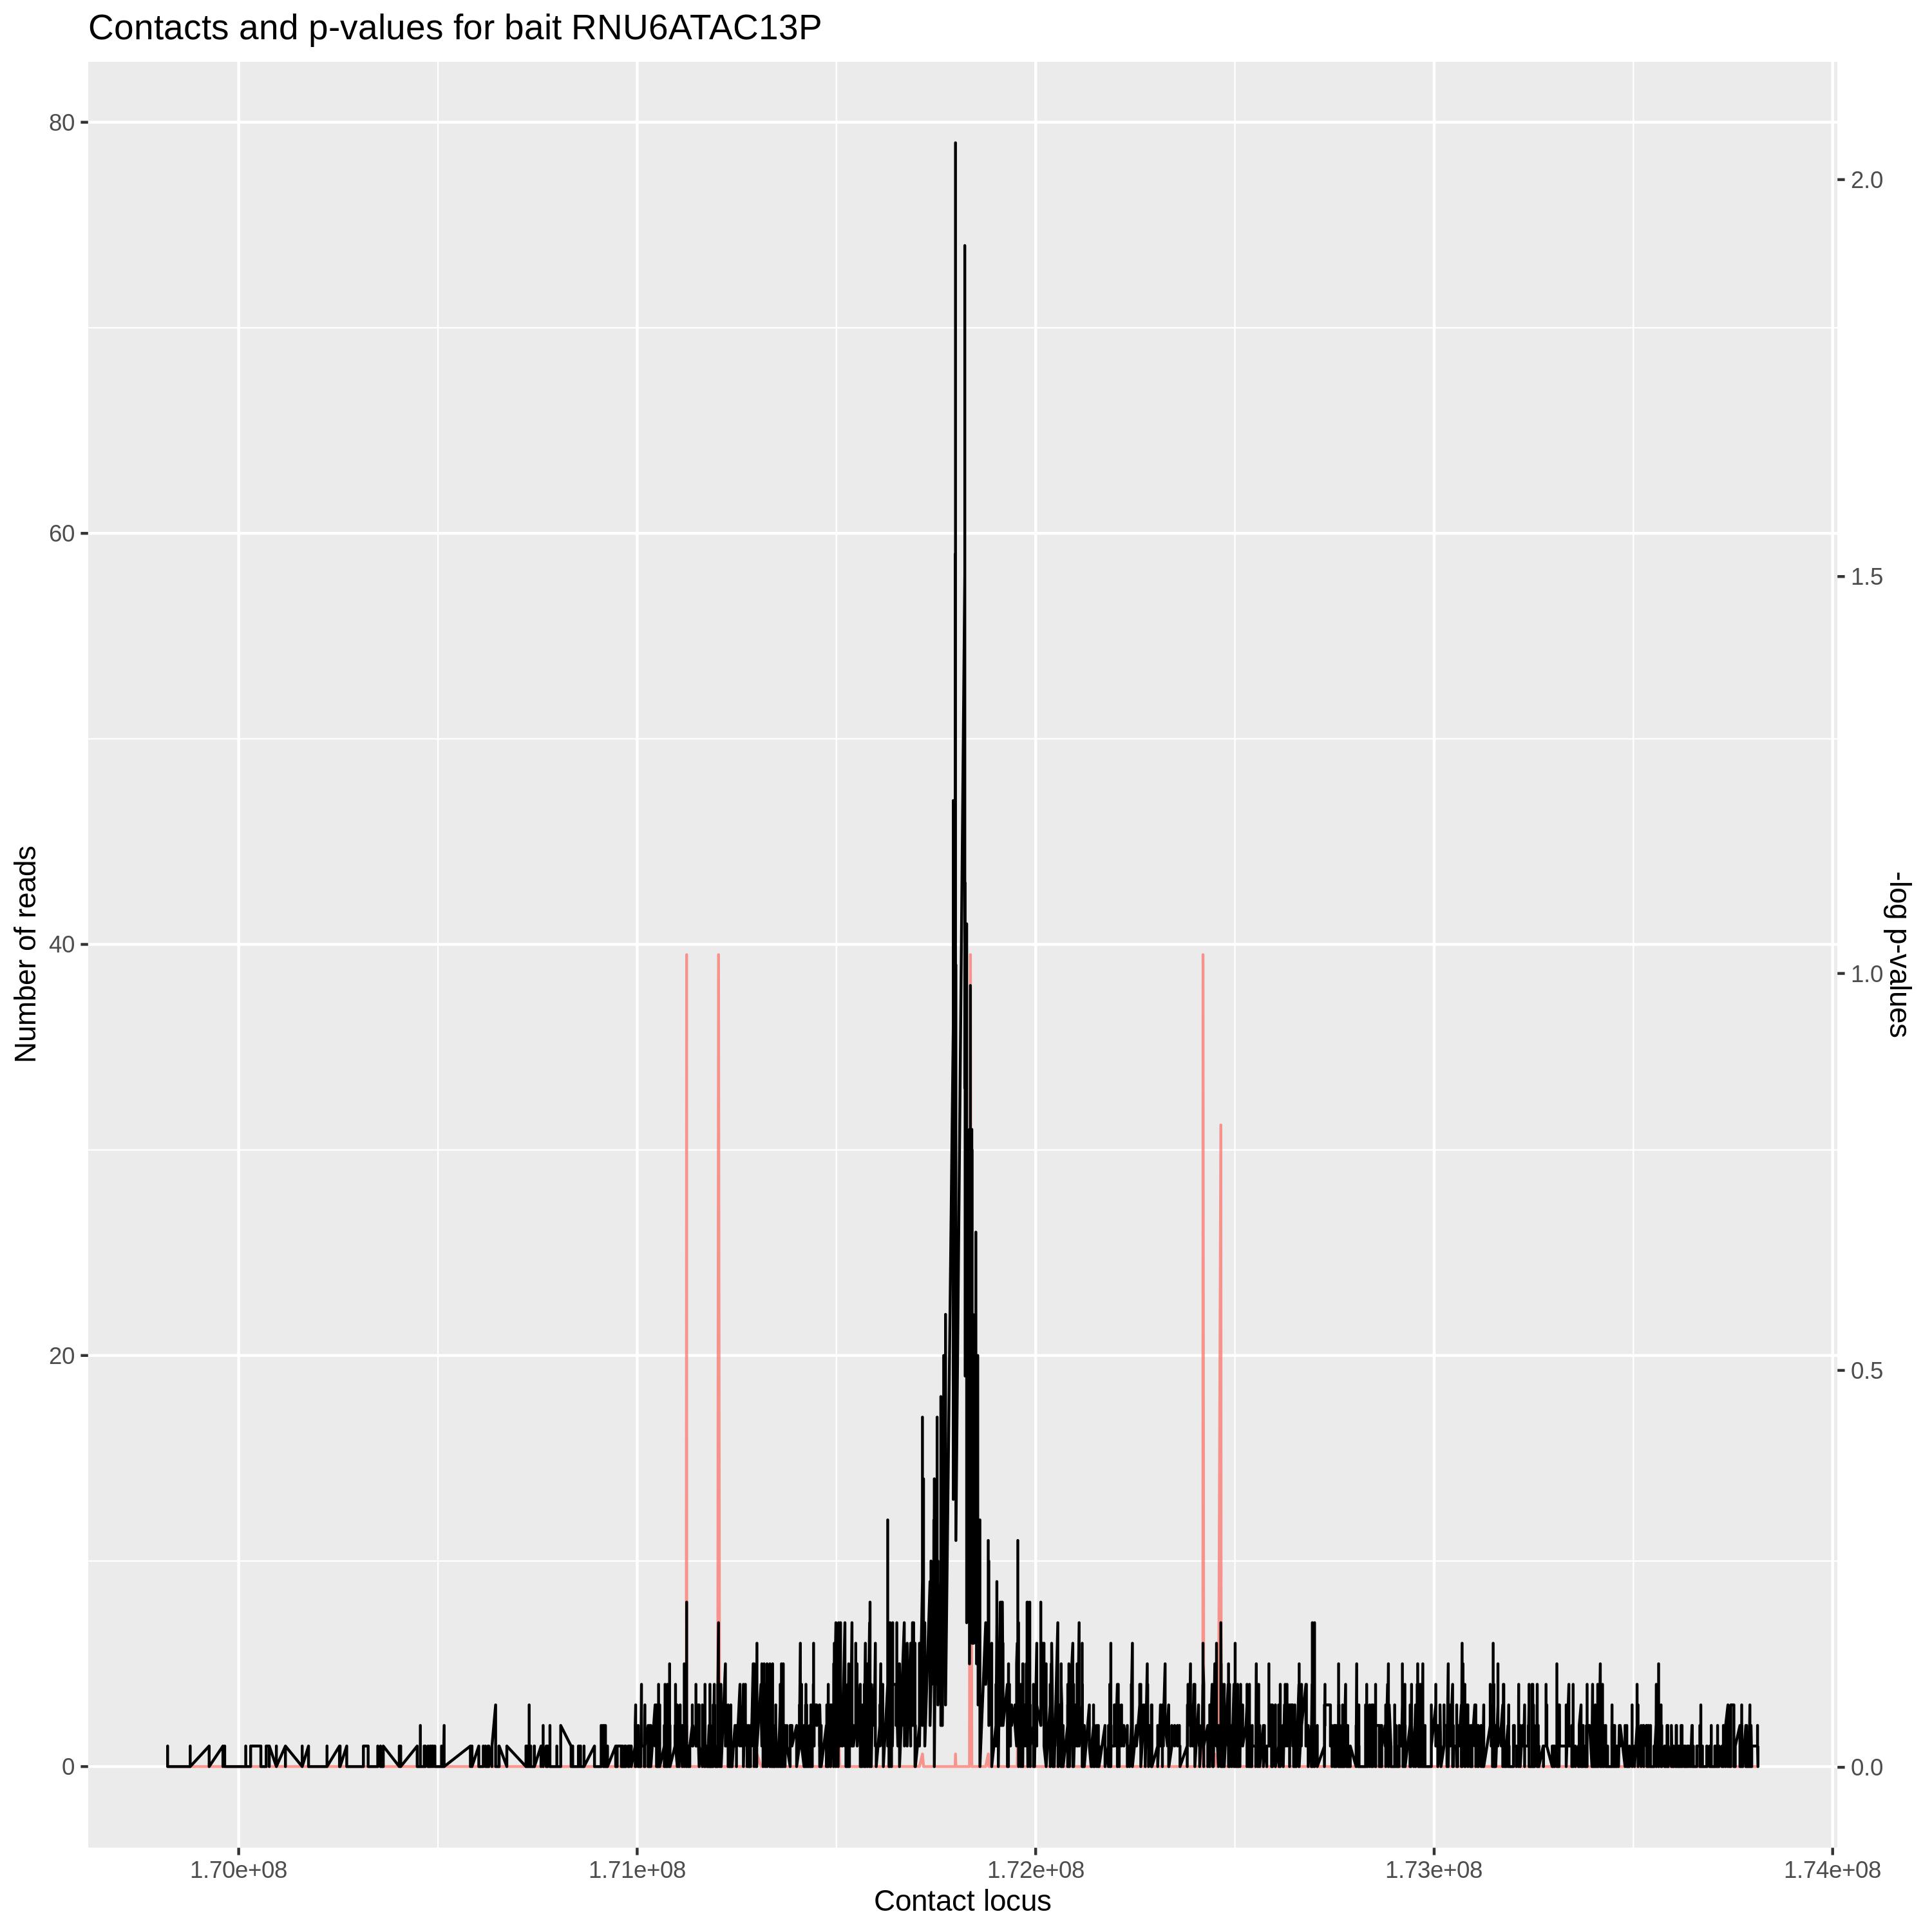 Contacts and p-values for bait RNU6ATAC13P
80
60
40
20
0
Number of reads
2.0
1.5
1.0
0.5
0.0
-log p-values
1.70e+08
1.71e+08
1.72e+08
1.73e+08
1.74e+08
Contact locus